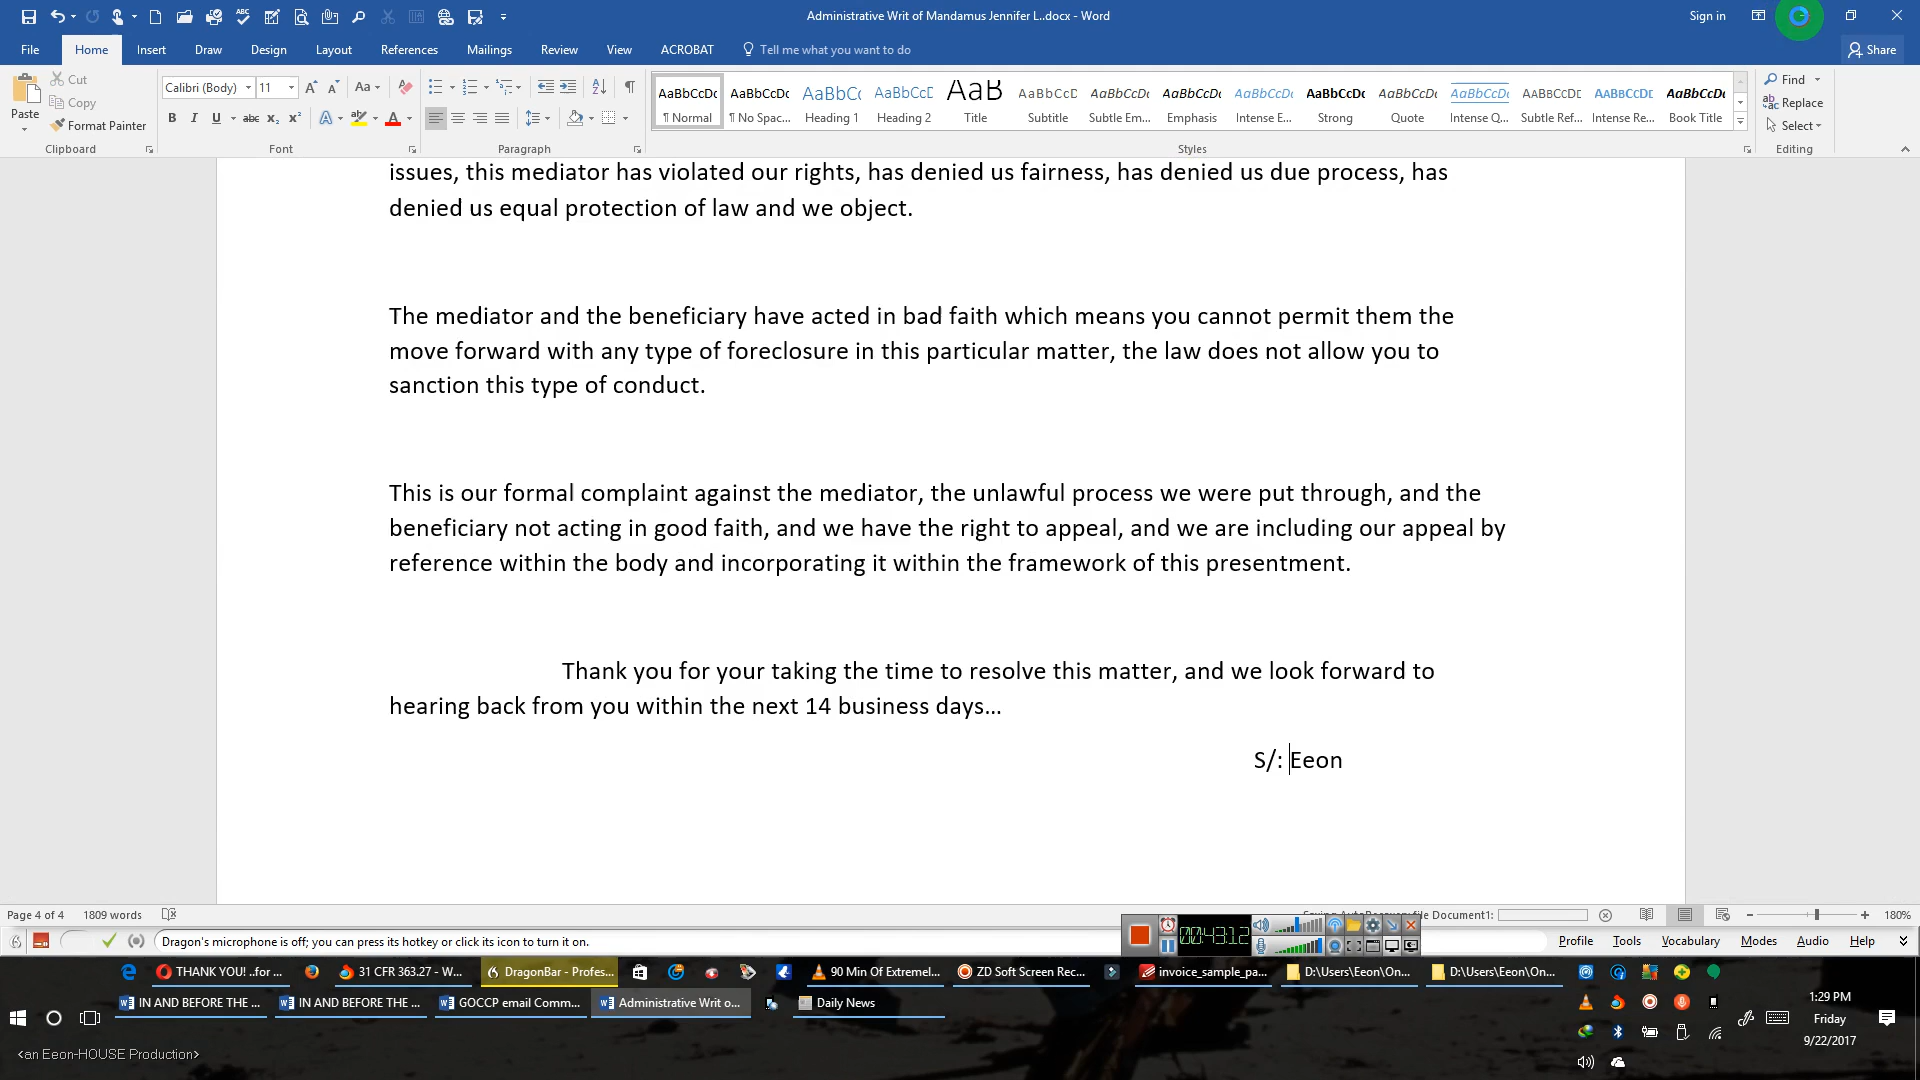 Administrative Writ of Mandamus Jennifer L..docx - Word
Sign in
File Home Insert Draw Design Layout References Mailings Review View ACROBAT Tell me what you want to do Share
Paste
Cut
Copy
Format Painter
Clipboard
Calibri (Body) 11
Font
Paragraph
AaBbCcDc AaBbCcDc AaBbCc AaBbCcD AaB AaBbCcD AaBbCcDc AaBbCcDc AaBbCcDc AaBbCcDc AaBbCcDc AaBbCcDc AABBCCDE AABBCCDE AaBbCcDc
¶ Normal ¶ No Spac... Heading 1 Heading 2 Title Subtitle Subtle Em... Emphasis Intense E... Strong Quote Intense Q... Subtle Ref... Intense Re... Book Title
Styles
Find
Replace
Select
Editing
issues, this mediator has violated our rights, has denied us fairness, has denied us due process, has
denied us equal protection of law and we object.
The mediator and the beneficiary have acted in bad faith which means you cannot permit them the
move forward with any type of foreclosure in this particular matter, the law does not allow you to
sanction this type of conduct.
This is our formal complaint against the mediator, the unlawful process we were put through, and the
beneficiary not acting in good faith, and we have the right to appeal, and we are including our appeal by
reference within the body and incorporating it within the framework of this presentment.
Thank you for your taking the time to resolve this matter, and we look forward to
hearing back from you within the next 14 business days...
S/: Eeon
Page 4 of 4 1809 words
file Document1:
180%
Dragon's microphone is off; you can press its hotkey or click its icon to turn it on.
00:43:12
Profile Tools Vocabulary Modes Audio Help
THANK YOU! ..for ... 31 CFR 363.27 - W... DragonBar - Profes... 90 Min Of Extremel... ZD Soft Screen Rec... invoice_sample_pa... D:\Users\Eeon\On... D:\Users\Eeon\On...
IN AND BEFORE THE ... IN AND BEFORE THE ... GOCCP email Comm... Administrative Writ o... Daily News
1:29 PM
Friday
9/22/2017
<an Eeon-HOUSE Production>